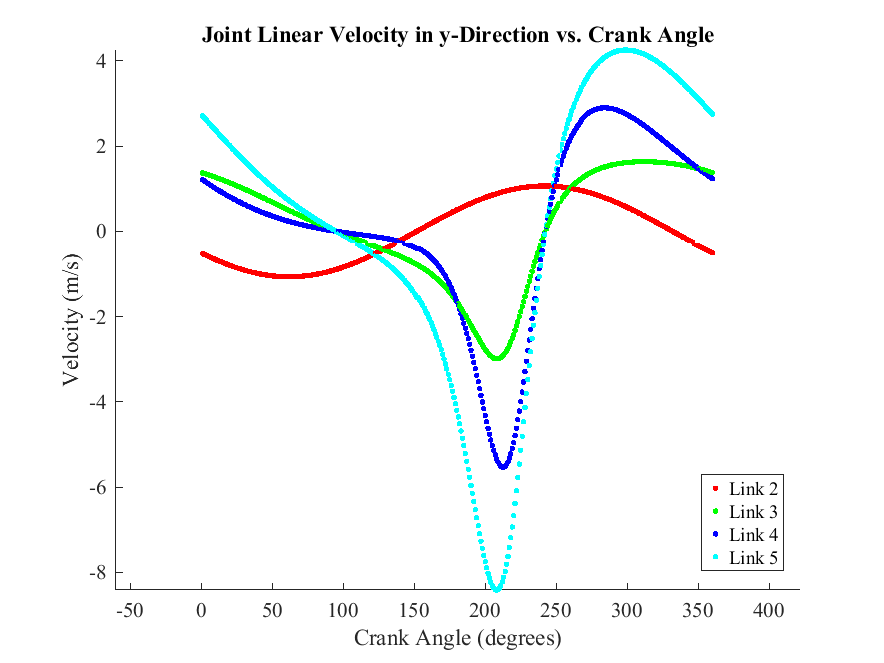 Joint Linear Velocity in y-Direction vs. Crank Angle
4
2
0
-2
-4
-6
-8
Velocity (m/s)
-50 0 50 100 150 200 250 300 350 400
Crank Angle (degrees)
Link 2
Link 3
Link 4
Link 5